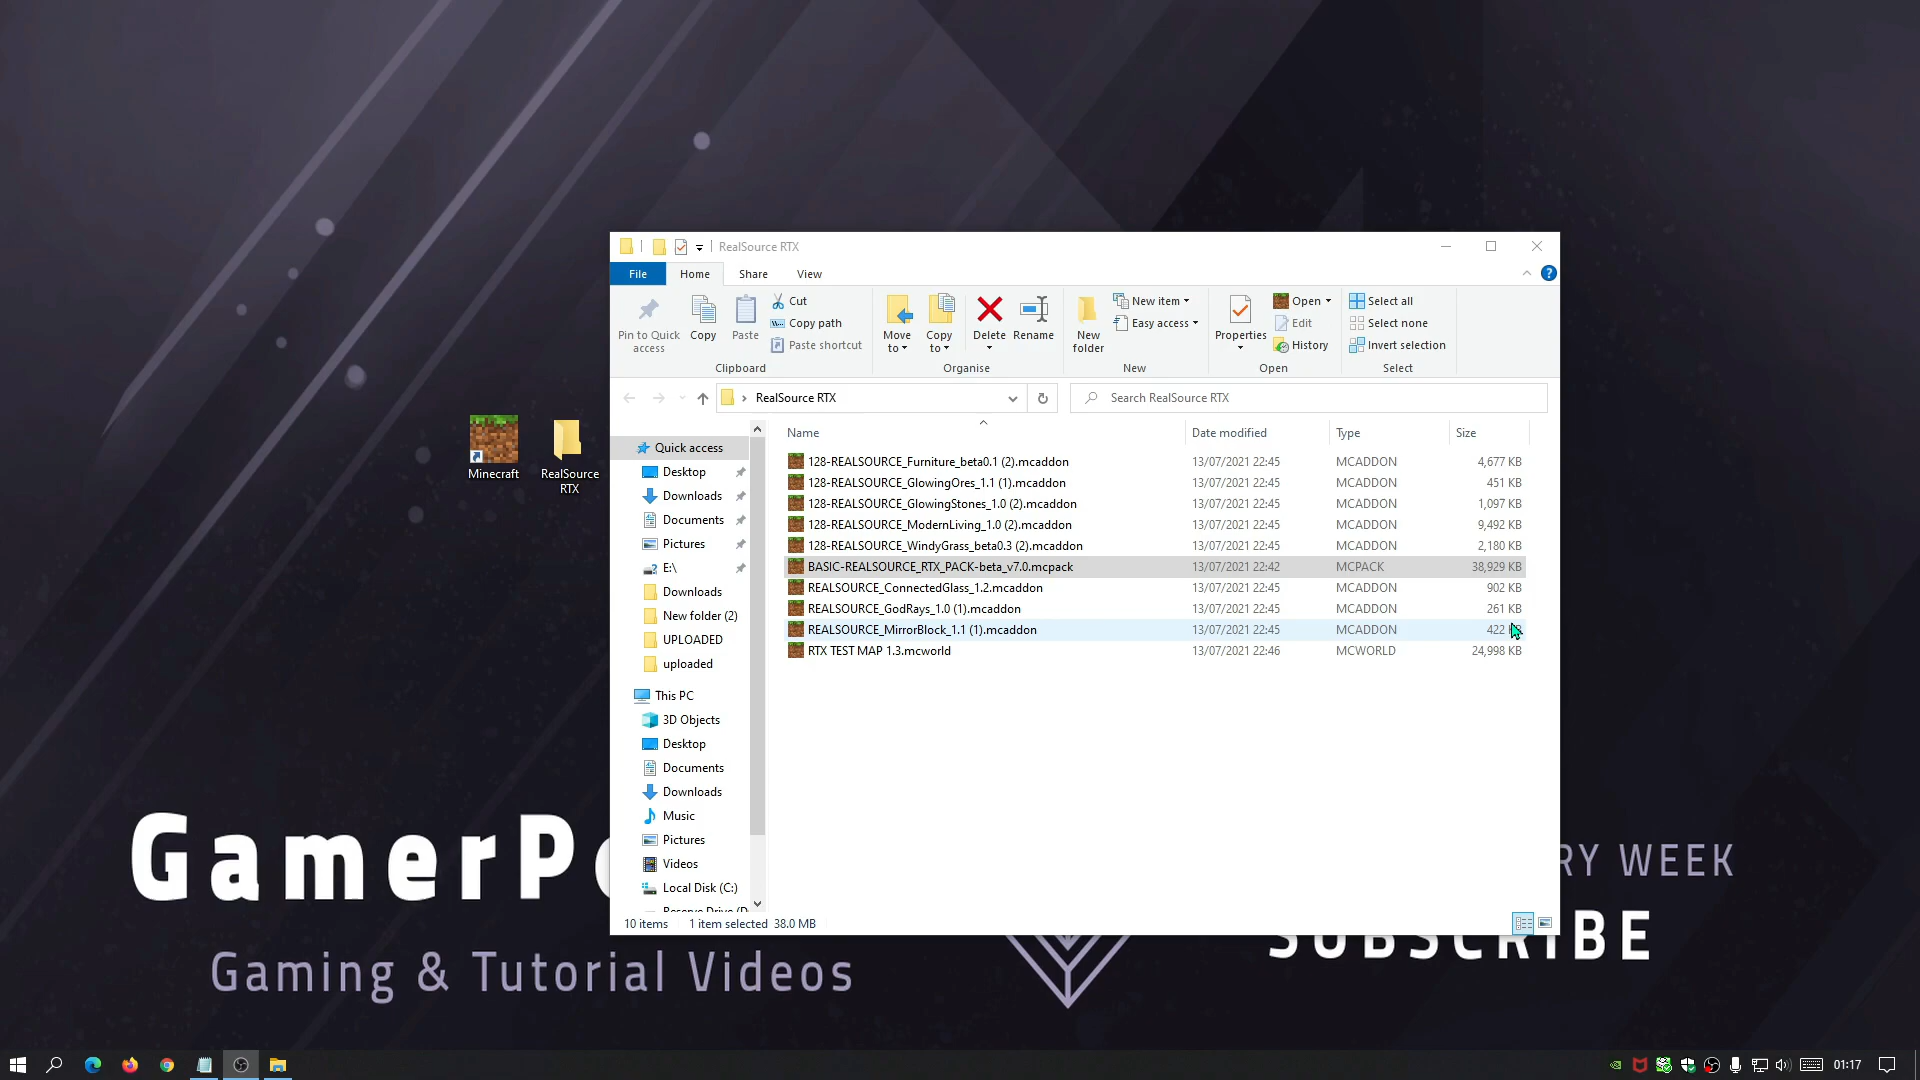 RealSource RTX
File Home Share View
Pin to Quick access
Copy
Paste
Cut
Copy path
Paste shortcut
Clipboard
Move to
Copy to
Delete
Rename
Organise
New folder
New item
Easy access
New
Properties
Open
Edit
History
Open
Select all
Select none
Invert selection
Select
RealSource RTX
Search RealSource RTX
Name Date modified Type Size
128-REALSOURCE_Furniture_beta0.1 (2).mcaddon 13/07/2021 22:45 MCADDON 4,677 KB
128-REALSOURCE_GlowingOres_1.1 (1).mcaddon 13/07/2021 22:45 MCADDON 451 KB
128-REALSOURCE_GlowingStones_1.0 (2).mcaddon 13/07/2021 22:45 MCADDON 1,097 KB
128-REALSOURCE_ModernLiving_1.0 (2).mcaddon 13/07/2021 22:45 MCADDON 9,492 KB
128-REALSOURCE_WindyGrass_beta0.3 (2).mcaddon 13/07/2021 22:45 MCADDON 2,180 KB
BASIC-REALSOURCE_RTX_PACK-beta_v7.0.mcpack 13/07/2021 22:42 MCPACK 38,929 KB
REALSOURCE_ConnectedGlass_1.2.mcaddon 13/07/2021 22:45 MCADDON 902 KB
REALSOURCE_GodRays_1.0 (1).mcaddon 13/07/2021 22:45 MCADDON 261 KB
REALSOURCE_MirrorBlock_1.1 (1).mcaddon 13/07/2021 22:45 MCADDON 422
RTX TEST MAP 1.3.mcworld 13/07/2021 22:46 MCWORLD 24,998 KB
Quick access
Desktop
Downloads
Documents
Pictures
E:\
Downloads
New folder (2)
UPLOADED
uploaded
This PC
3D Objects
Desktop
Documents
Downloads
Music
Pictures
Videos
Local Disk (C:)
10 items 1 item selected 38.0 MB
Minecraft
RealSource
RTX
GamerPo
RY WEEK
SUBSCRIBE
Gaming & Tutorial Videos
01:17